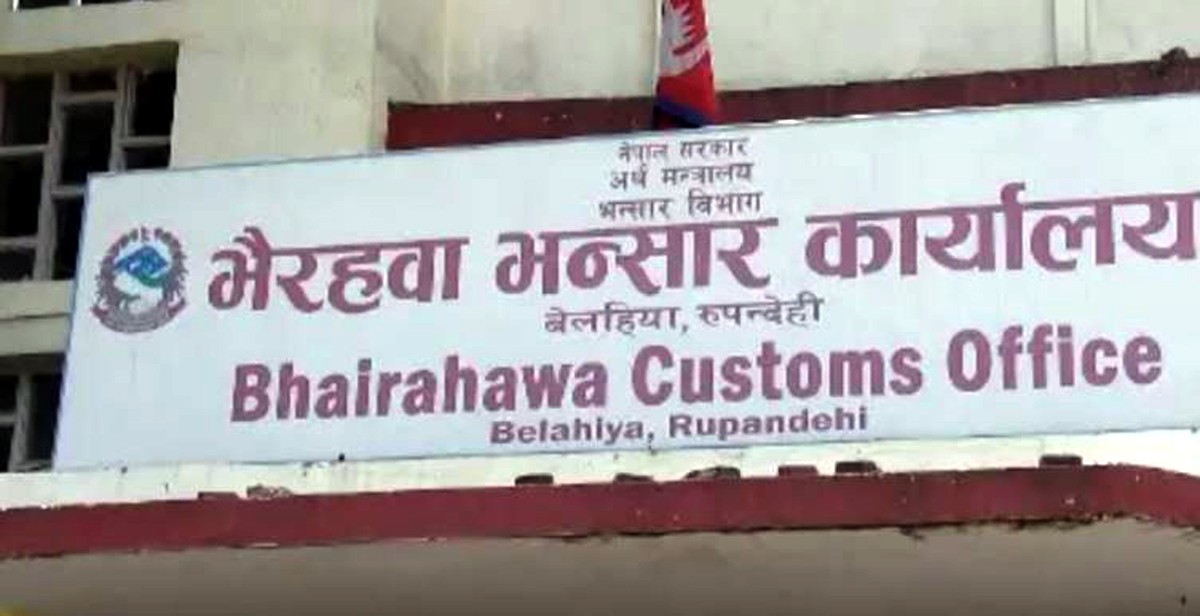 नेपाल सरकार
अर्थ मन्त्रालय
भन्सार विभाग
भैरहवा भन्सार कार्यालय
बेलहिया, रुपन्देही
Bhairahawa Customs Office
Belahiya, Rupandehi